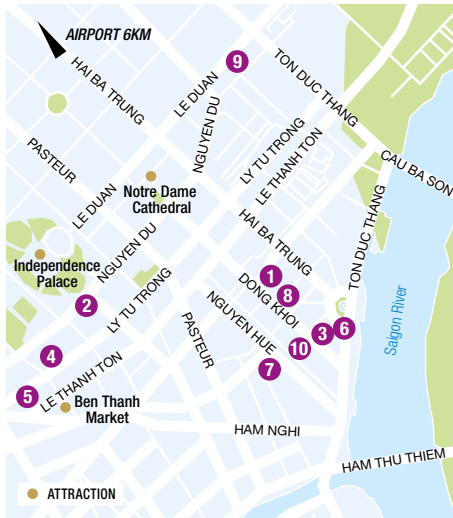 AIRPORT 6KM
HAI BA TRUNG
9
TON DUC THANG
LE DUAN
NGUYEN DU
PASTEUR
LY TU TRONG
LE THANH TON
CAU BA SON
Notre Dame
Cathedral
LE DUAN
HAI BA TRUNG
TON DUC THANG
NGUYEN DU
Independence
Palace
1
DONG KHOI
8
2
LY TU TRONG
NGUYEN HUE
Saigon River
PASTEUR
3
6
10
4
7
5
LE THANH TON
Ben Thanh
Market
HAM NGHI
HAM THU THIEM
ATTRACTION